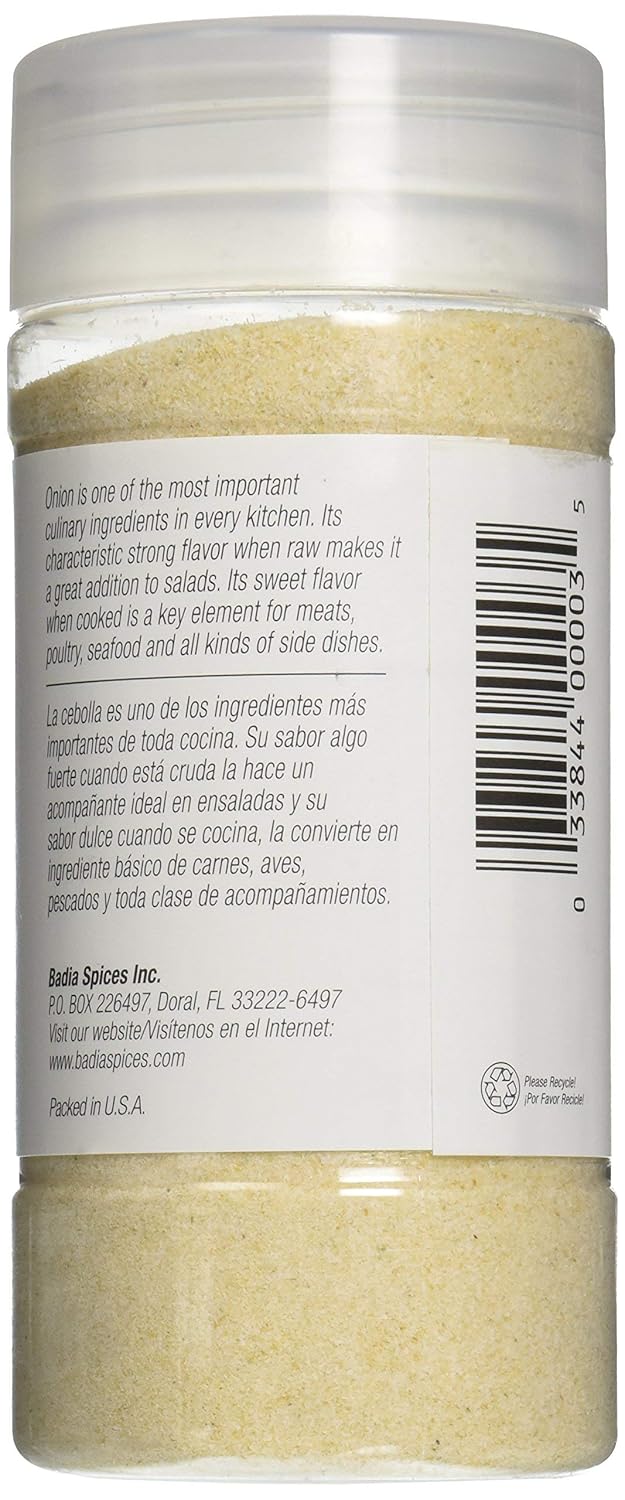 Onion is one of the most important
culinary ingredients in every kitchen. Its
characteristic strong flavor when raw makes it
a great addition to salads. Its sweet flavor
when cooked is a key element for meats,
poultry, seafood and all kinds of side dishes.
La cebolla es uno de los ingredientes más
importantes de toda cocina. Su sabor algo
fuerte cuando está cruda la hace un
acompañante ideal en ensaladas y su
sabor dulce cuando se cocina, la convierte en
ingrediente básico de carnes, aves,
pescados y toda clase de acompañamientos.
Badia Spices Inc.
P.O. BOX 226497, Doral, FL 33222-6497
Visit our website/Visítenos en el Internet:
www.badiaspices.com
Packed in U.S.A.
0 33844 00003 5
Please Recycle!
¡Por Favor Recicle!